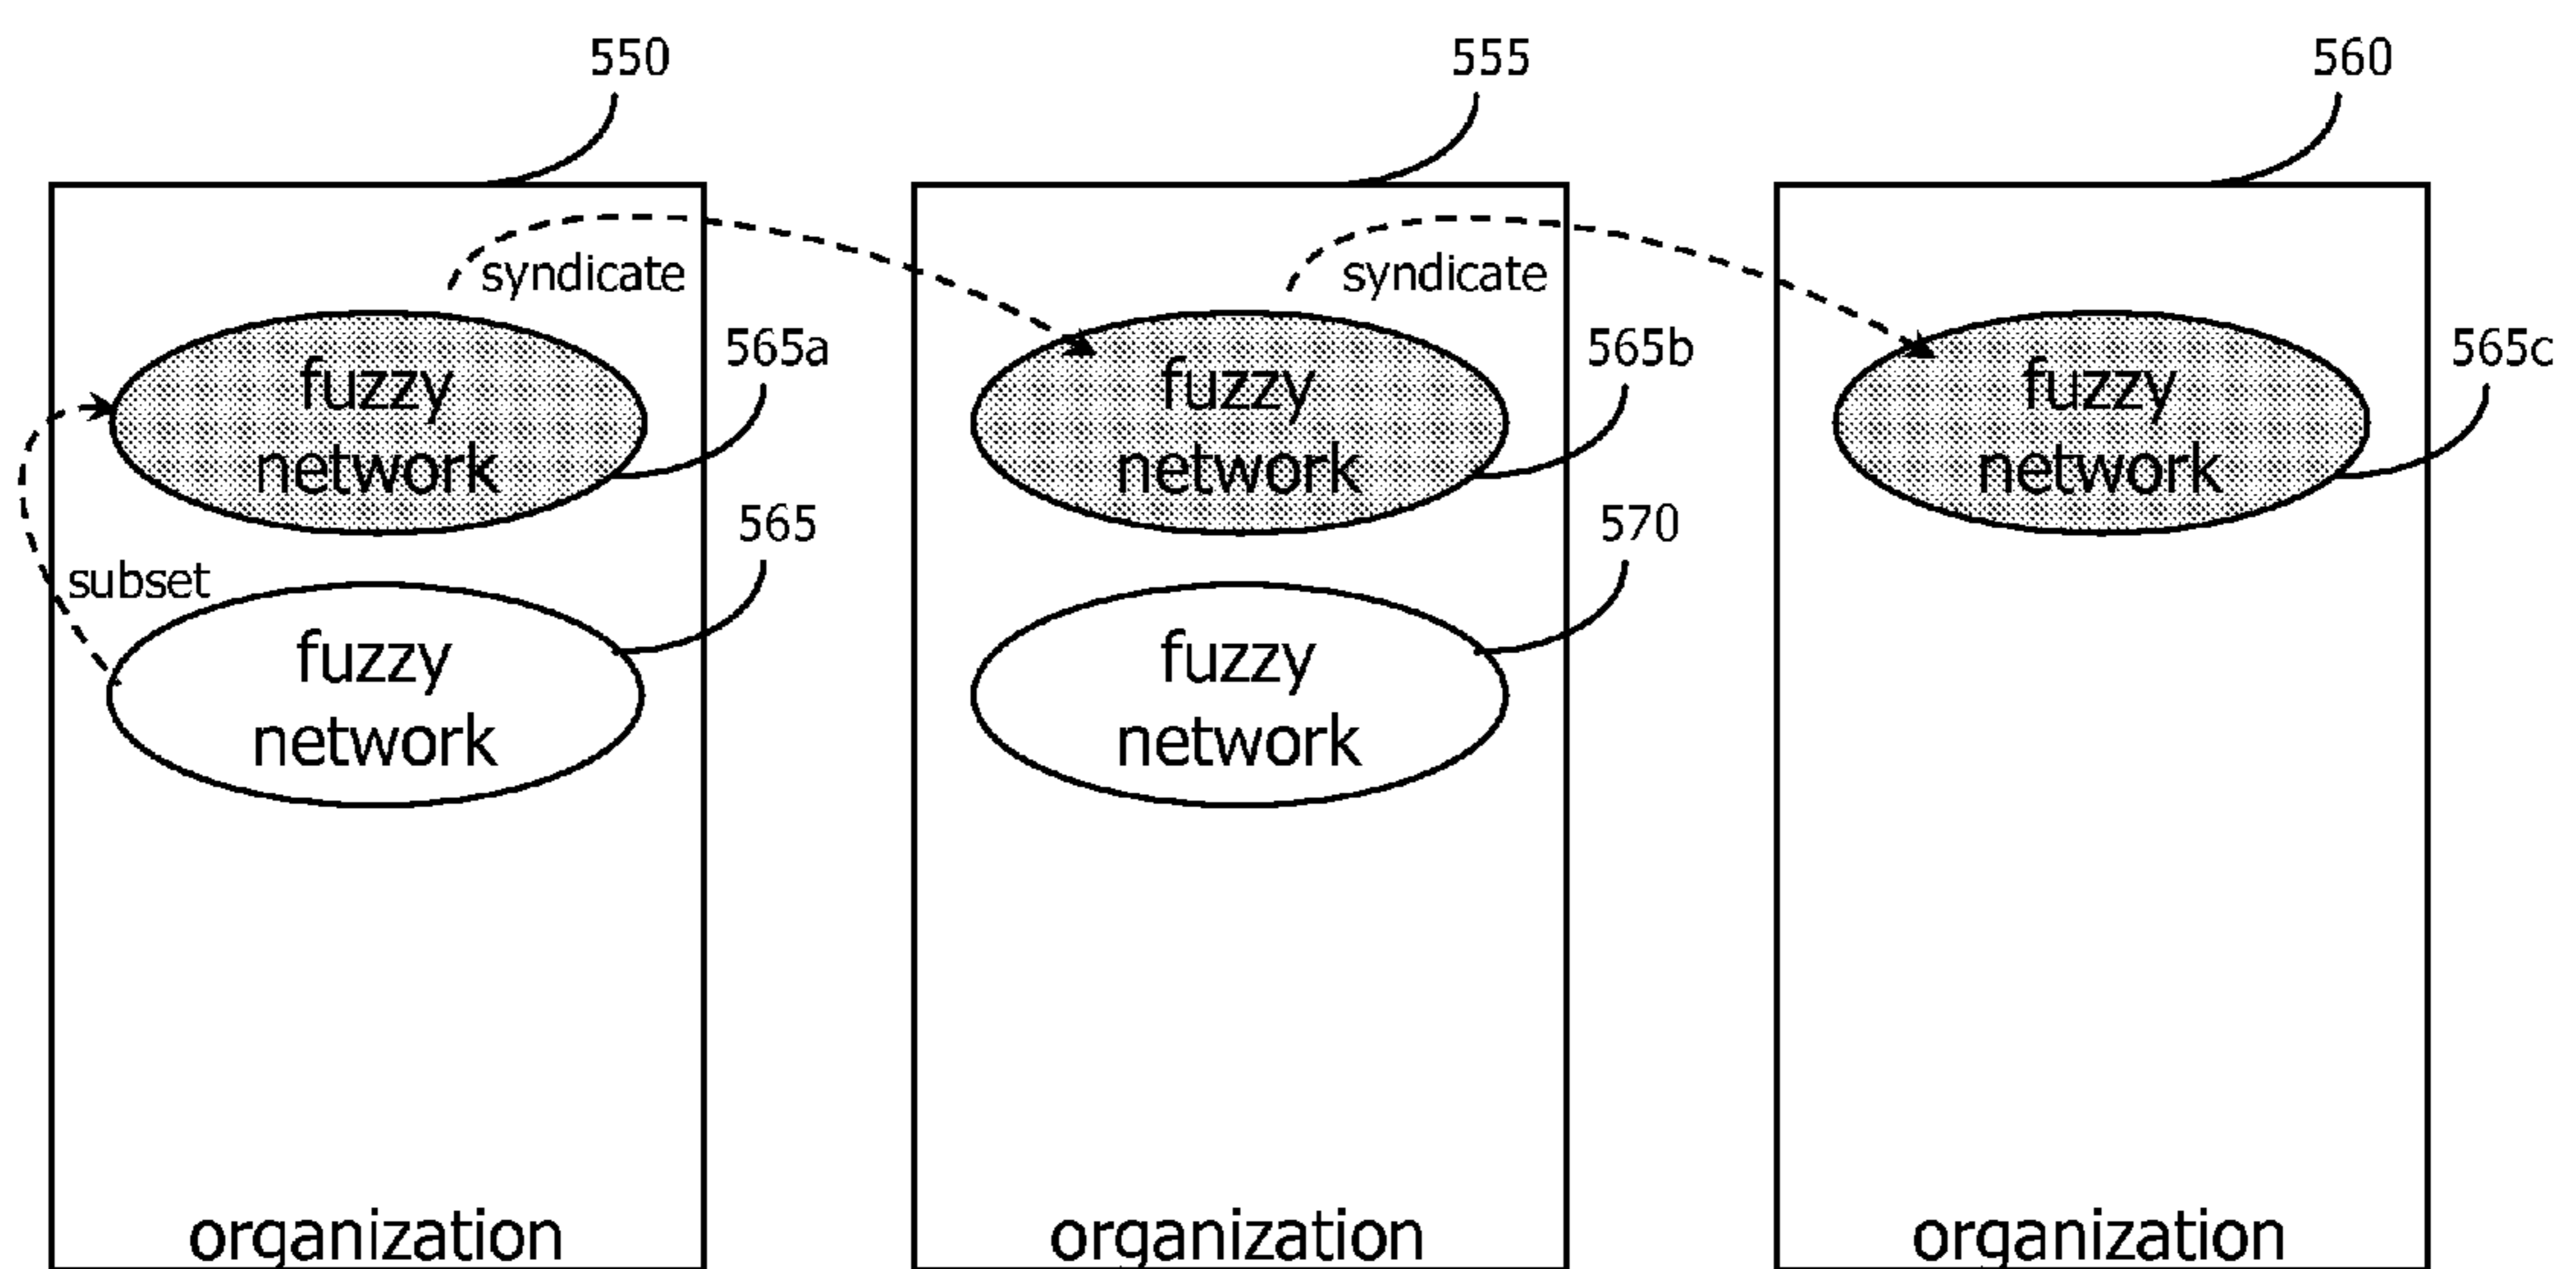 550
555
560
syndicate
syndicate
fuzzy
network
565a
fuzzy
network
565b
fuzzy
network
565c
subset
fuzzy
network
565
fuzzy
network
570
organization
organization
organization